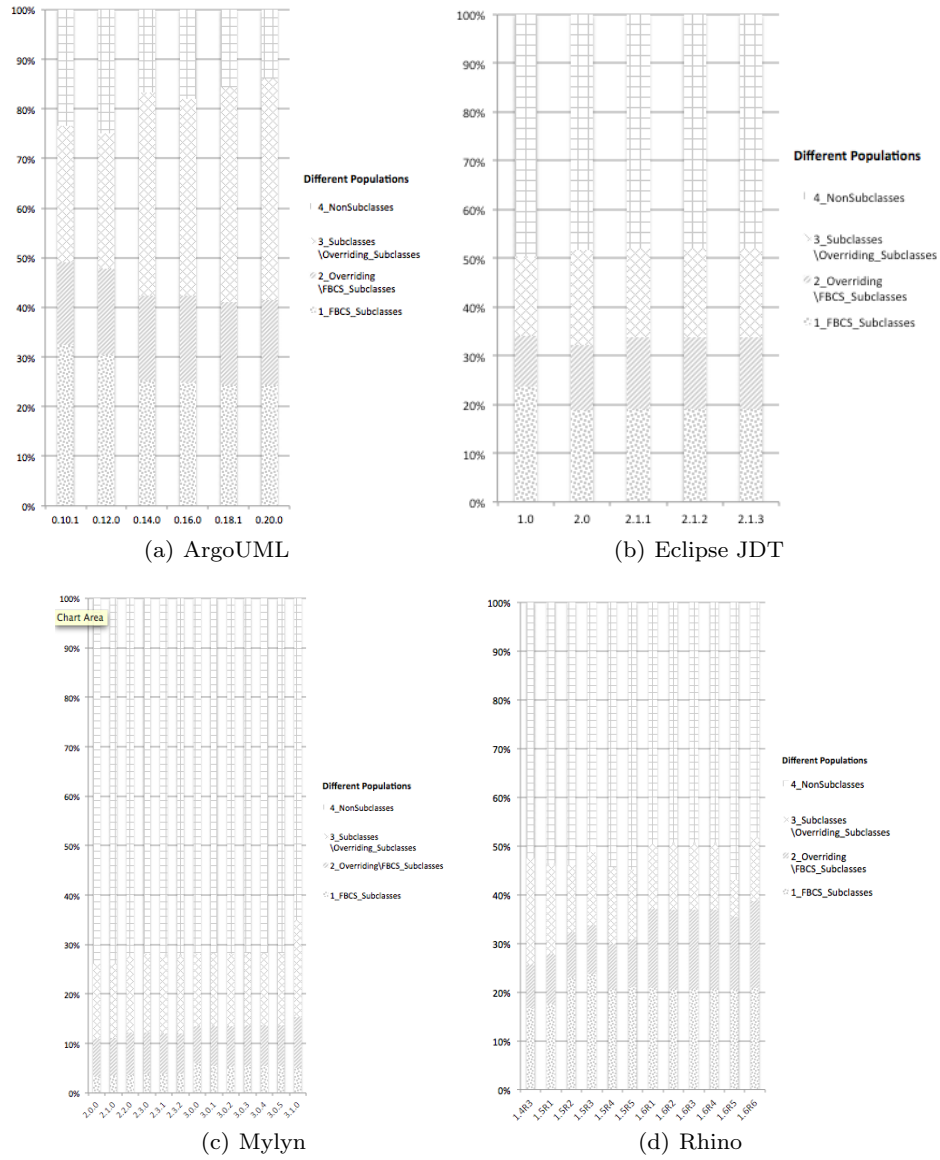 100%
90%
80%
70%
60%
50%
40%
30%
20%
10%
0%
0.10.1 0.12.0 0.14.0 0.16.0 0.18.1 0.20.0
Different Populations
4_NonSubclasses
3_Subclasses
\Overriding_Subclasses
2_Overriding
\FBCS_Subclasses
1_FBCS_Subclasses
(a) ArgoUML
100%
90%
80%
70%
60%
50%
40%
30%
20%
10%
0%
1.0 2.0 2.1.1 2.1.2 2.1.3
Different Populations
4_NonSubclasses
3_Subclasses
\Overriding_Subclasses
2_Overriding
\FBCS_Subclasses
1_FBCS_Subclasses
(b) Eclipse JDT
100%
Chart Area
90%
80%
70%
60%
50%
40%
30%
20%
10%
0%
2.0.0 2.1.0 2.2.0 2.3.0 2.3.1 2.3.2 3.0.0 3.0.1 3.0.2 3.0.3 3.0.4 3.0.5 3.1.0
Different Populations
4_NonSubclasses
3_Subclasses
\Overriding_Subclasses
2_Overriding\FBCS_Subclasses
1_FBCS_Subclasses
(c) Mylyn
100%
90%
80%
70%
60%
50%
40%
30%
20%
10%
0%
1.4R3 1.5R1 1.5R2 1.5R3 1.5R4 1.5R5 1.6R1 1.6R2 1.6R3 1.6R4 1.6R5 1.6R6
Different Populations
4_NonSubclasses
3_Subclasses
\Overriding_Subclasses
2_Overriding
\FBCS_Subclasses
1_FBCS_Subclasses
(d) Rhino